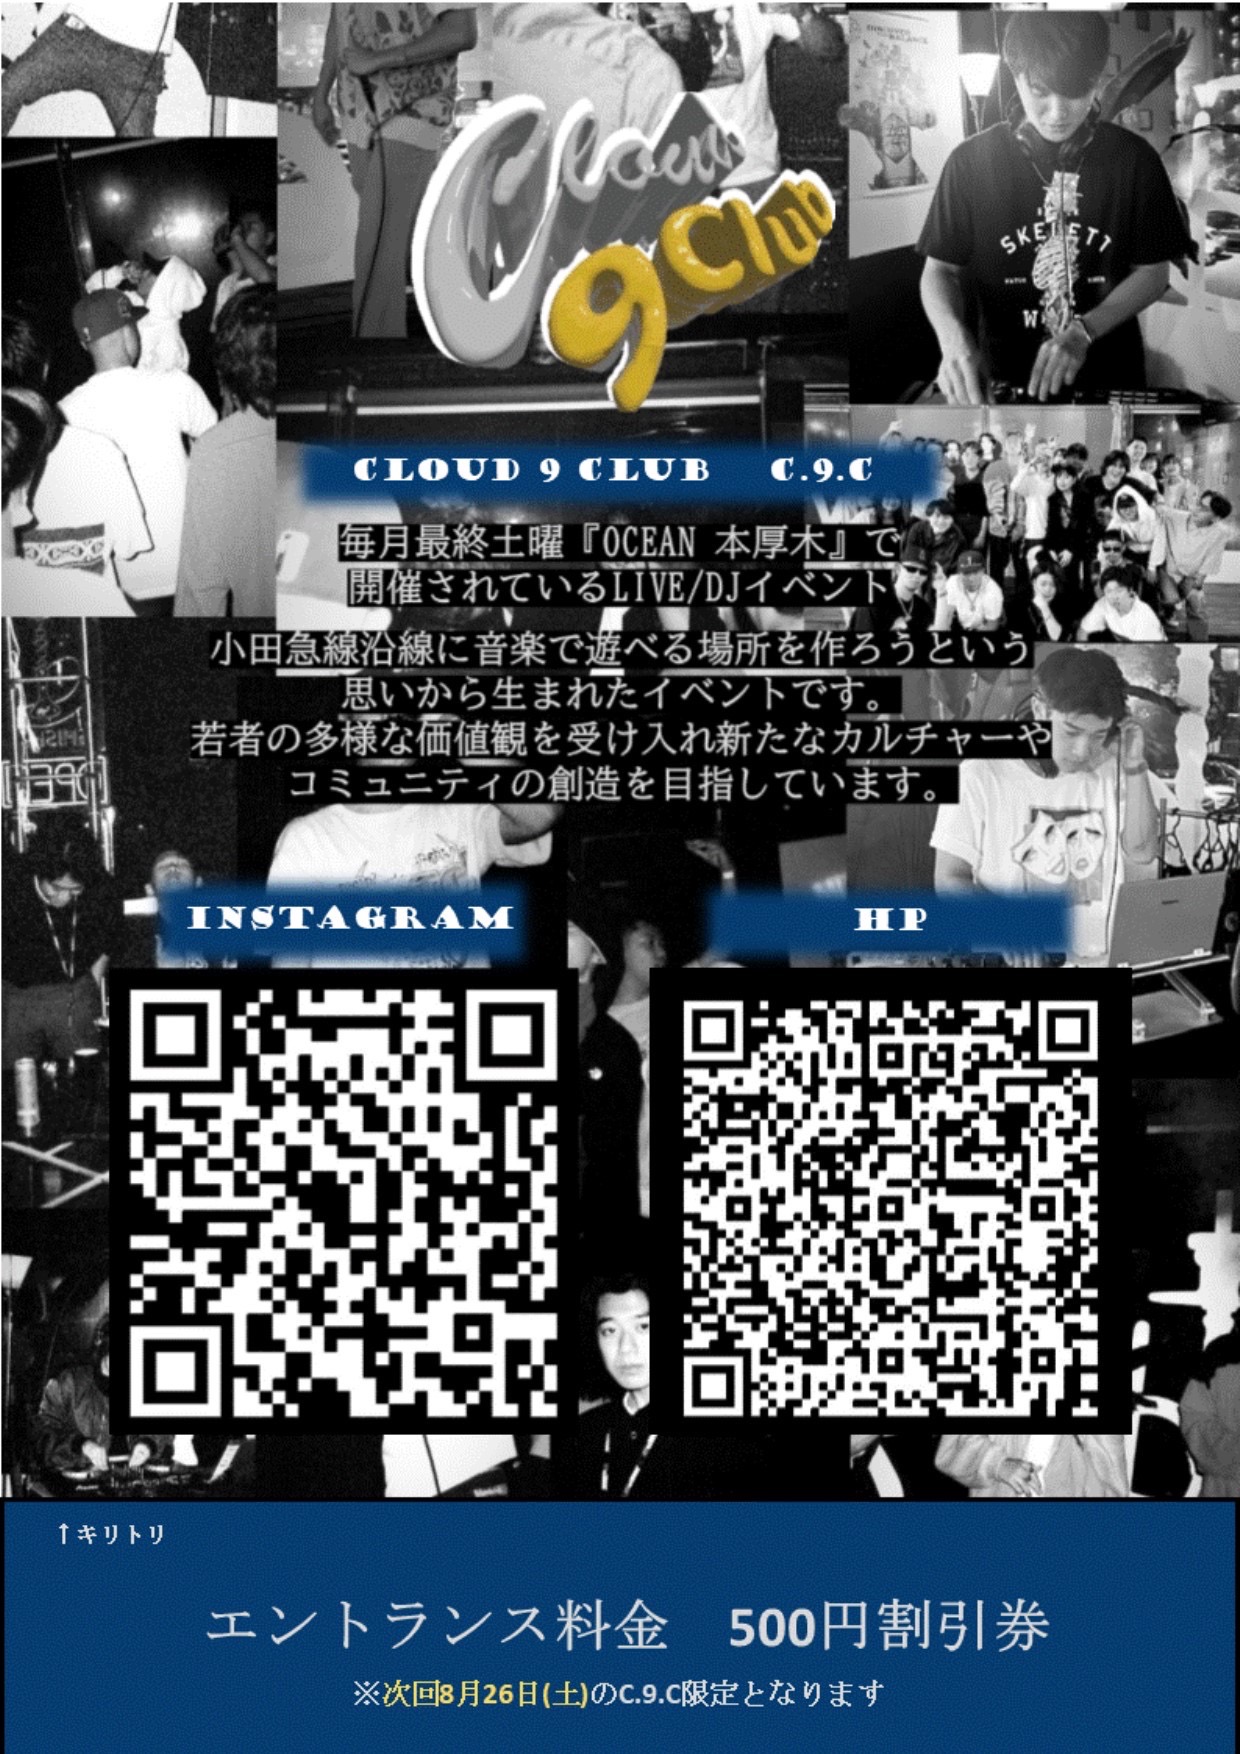 DISCOVER
BALANCE
Cloud
9 Club
SKELETT
CLOUD 9 CLUB C.9.C
毎月最終土曜『OCEAN 本厚木』で
開催されているLIVE/DJイベント
小田急線沿線に音楽で遊べる場所を作ろうという
思いから生まれたイベントです。
若者の多様な価値観を受け入れ新たなカルチャーや
コミュニティの創造を目指しています。
INSTAGRAM
HP
↑キリトリ
エントランス料金 500円割引券
※次回8月26日(土)のC.9.C限定となります